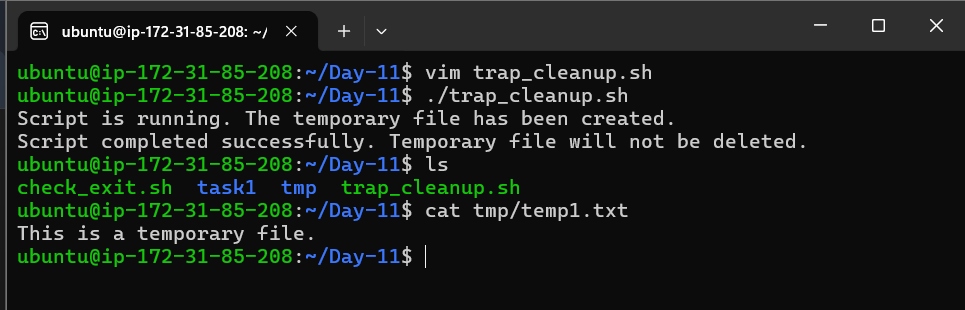 ubuntu@ip-172-31-85-208: ~/
ubuntu@ip-172-31-85-208:~/Day-11$ vim trap_cleanup.sh
ubuntu@ip-172-31-85-208:~/Day-11$ ./trap_cleanup.sh
Script is running. The temporary file has been created.
Script completed successfully. Temporary file will not be deleted.
ubuntu@ip-172-31-85-208:~/Day-11$ ls
check_exit.sh  task1  tmp  trap_cleanup.sh
ubuntu@ip-172-31-85-208:~/Day-11$ cat tmp/temp1.txt
This is a temporary file.
ubuntu@ip-172-31-85-208:~/Day-11$